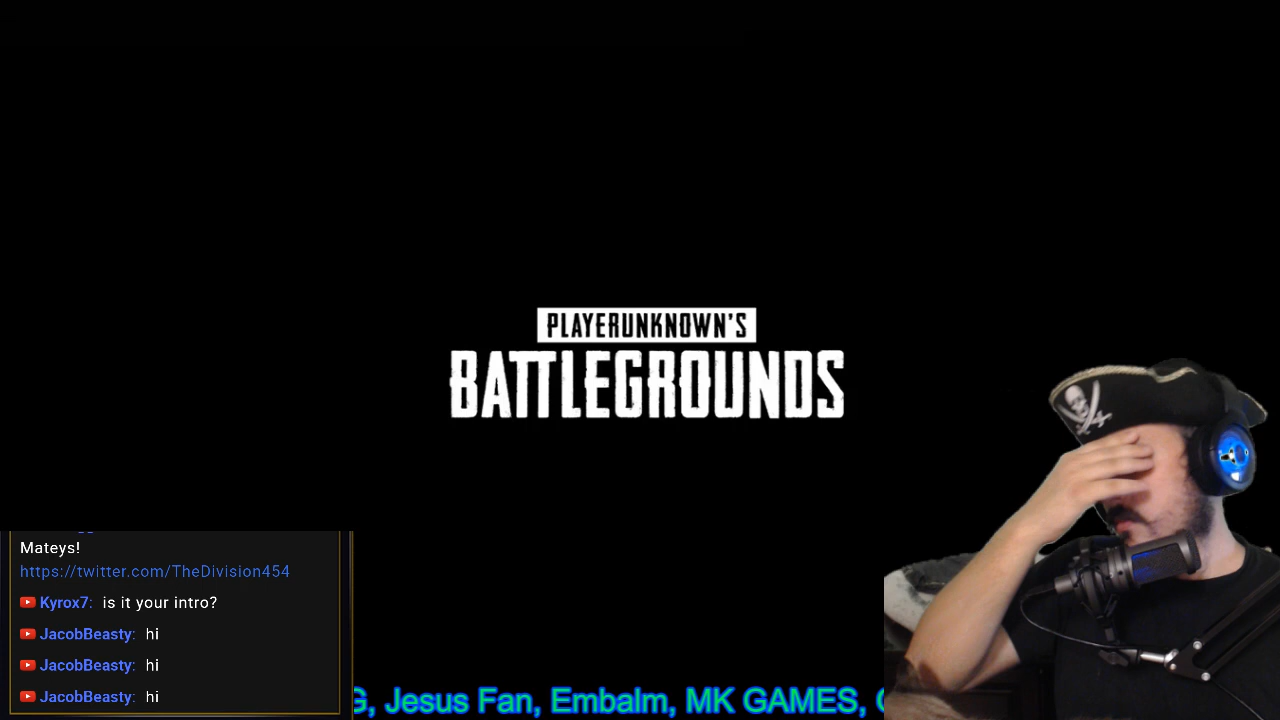 PLAYERUNKNOWN'S
BATTLEGROUNDS
Mateys!
https://twitter.com/TheDivision454
Kyrox7: is it your intro?
JacobBeasty: hi
JacobBeasty: hi
JacobBeasty: hi
, Jesus Fan, Embalm, MK GAMES,